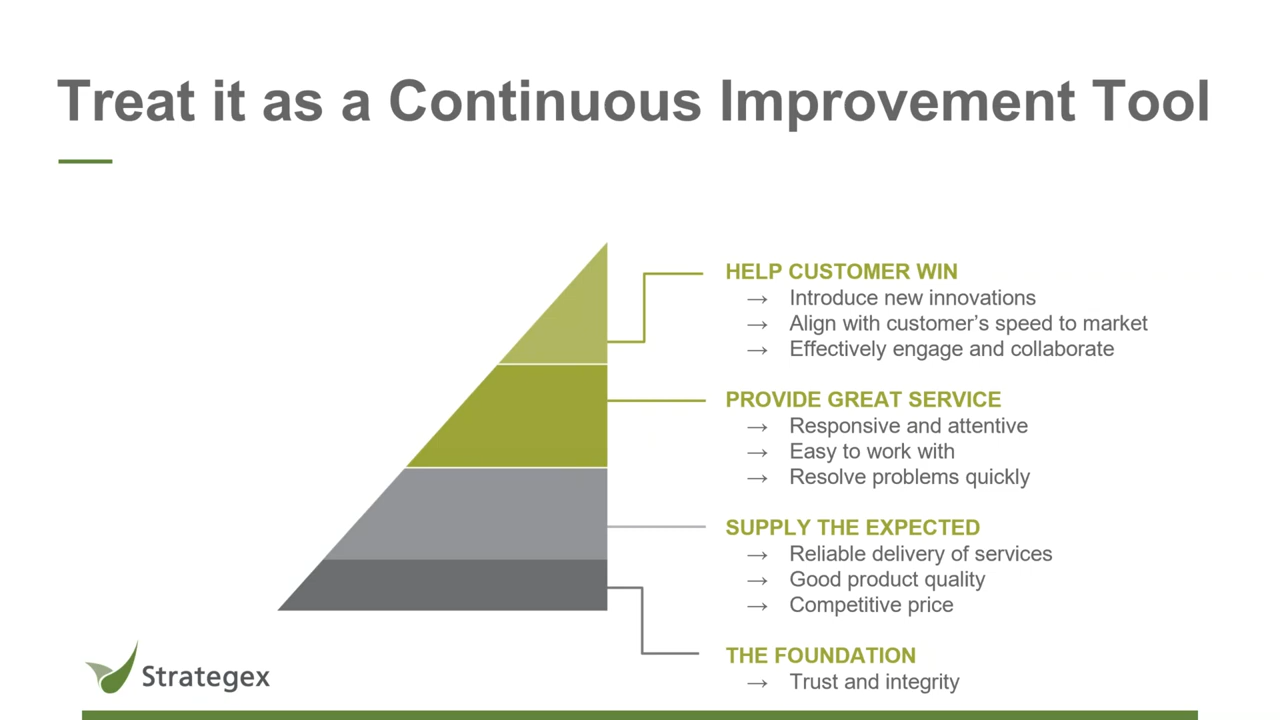 Treat it as a Continuous Improvement Tool
HELP CUSTOMER WIN
→ Introduce new innovations
→ Align with customer’s speed to market
→ Effectively engage and collaborate
PROVIDE GREAT SERVICE
→ Responsive and attentive
→ Easy to work with
→ Resolve problems quickly
SUPPLY THE EXPECTED
→ Reliable delivery of services
→ Good product quality
→ Competitive price
THE FOUNDATION
→ Trust and integrity
Strategex